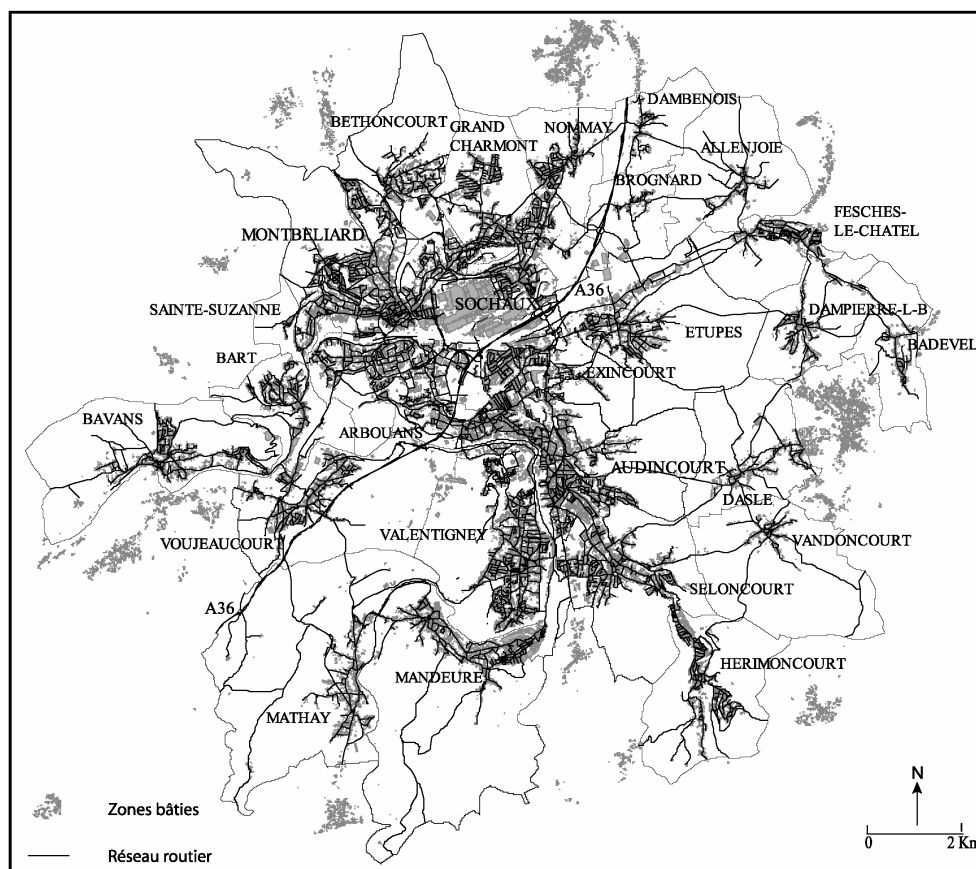 DAMBENOIS
BETHONCOURT
GRAND
CHARMONT
NOMMAY
ALLENJOIE
BROGNARD
FESCHES-
LE-CHATEL
MONTBELIARD
A36
SOCHAUX
SAINTE-SUZANNE
DAMPIERRE-L-B
ETUPES
BADEVEL
BART
EXINCOURT
BAVANS
ARBOUANS
AUDINCOURT
DASLE
VOUJEAUCOURT
VALENTIGNEY
VANDONCOURT
SELONCOURT
A36
HERIMONCOURT
MANDEURE
MATHAY
N
Zones bâties
0 2 Km
Réseau routier